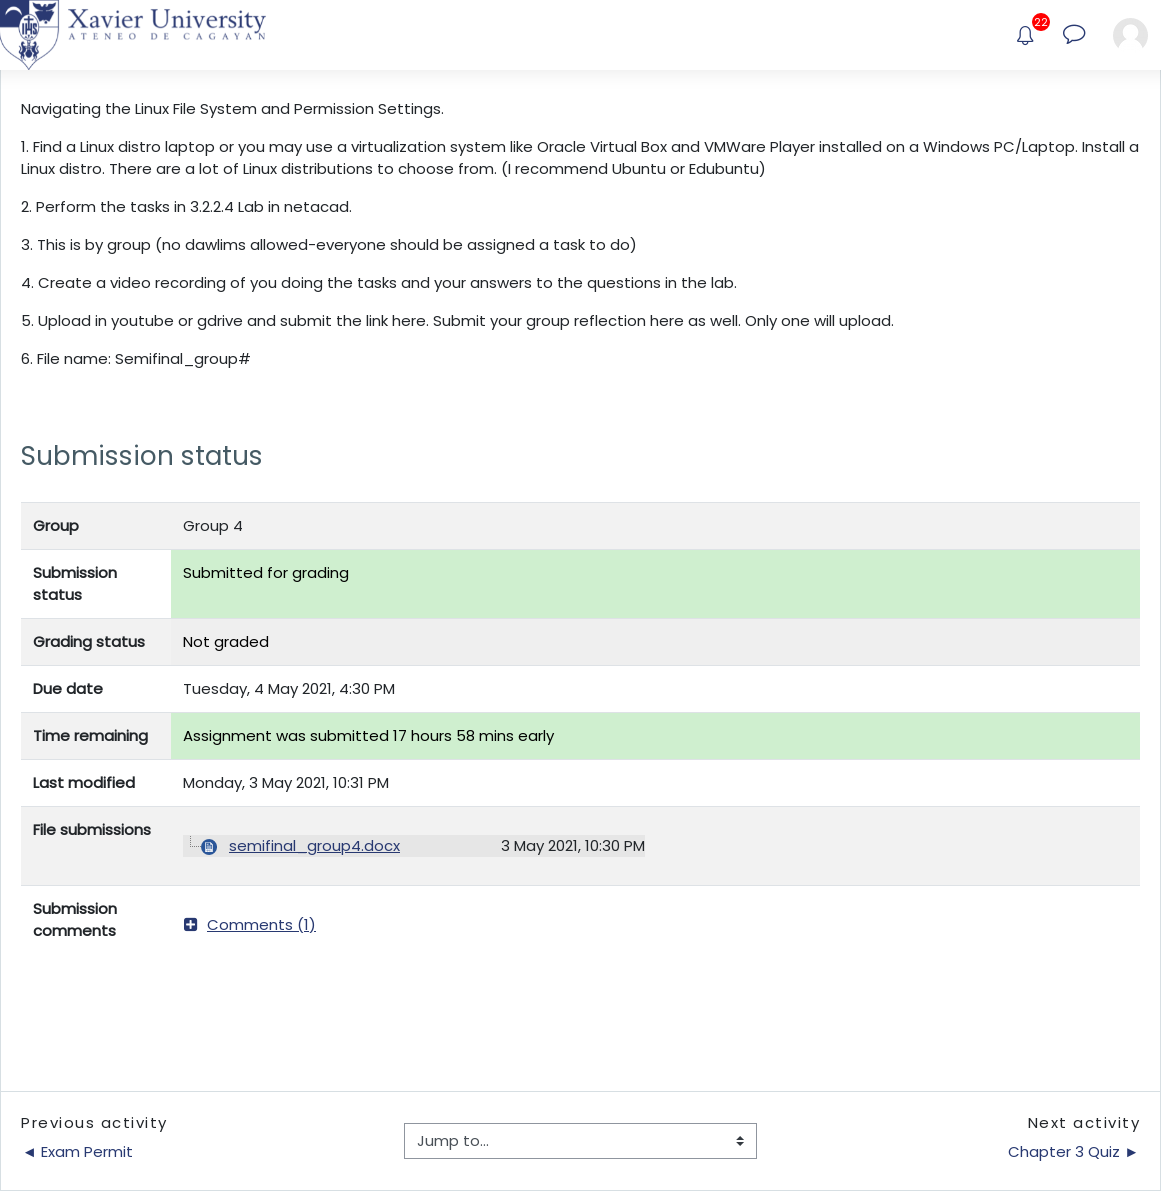 Xavier University
ATENEO DE CAGAYAN
22
Navigating the Linux File System and Permission Settings.
1. Find a Linux distro laptop or you may use a virtualization system like Oracle Virtual Box and VMWare Player installed on a Windows PC/Laptop. Install a
Linux distro. There are a lot of Linux distributions to choose from. (I recommend Ubuntu or Edubuntu)
2. Perform the tasks in 3.2.2.4 Lab in netacad.
3. This is by group (no dawlims allowed-everyone should be assigned a task to do)
4. Create a video recording of you doing the tasks and your answers to the questions in the lab.
5. Upload in youtube or gdrive and submit the link here. Submit your group reflection here as well. Only one will upload.
6. File name: Semifinal_group#
Submission status
Group Group 4
Submission status Submitted for grading
Grading status Not graded
Due date Tuesday, 4 May 2021, 4:30 PM
Time remaining Assignment was submitted 17 hours 58 mins early
Last modified Monday, 3 May 2021, 10:31 PM
File submissions
semifinal_group4.docx 3 May 2021, 10:30 PM
Submission comments
Comments (1)
Previous activity
◄ Exam Permit
Jump to...
Next activity
Chapter 3 Quiz ►